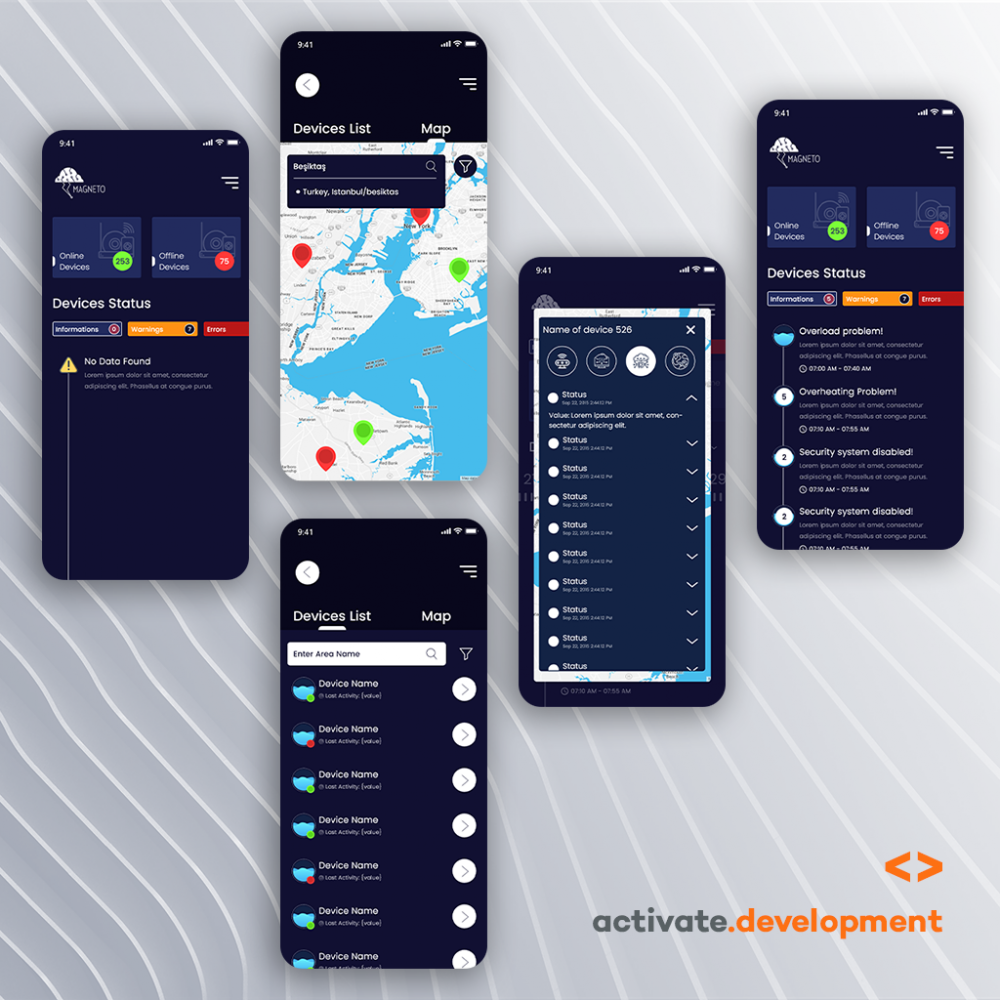 9:41
MAGNETO
Online
Devices
253
Offline
Devices
75
Devices Status
Informations 0
Warnings 7
Errors
No Data Found
Lorem ipsum dolor sit amet, consectetur
adipiscing elit. Phasellus at congue purus.
9:41
Devices List
Map
Beşiktaş
Turkey, Istanbul/besiktas
Newark
New York
BROOKLYN
9:41
Devices List
Map
Enter Area Name
Device Name
Last Activity: {value}
Device Name
Last Activity: {value}
Device Name
Last Activity: {value}
Device Name
Last Activity: {value}
Device Name
Last Activity: {value}
Device Name
Last Activity: {value}
Device Name
Last Activity: {value}
9:41
Name of device 526
Status
Sep 22, 2015 2:44:12 PM
Value: Lorem ipsum dolor sit amet, con-
sectetur adipiscing elit.
Status
Sep 22, 2015 2:44:12 PM
Status
Sep 22, 2015 2:44:12 PM
Status
Sep 22, 2015 2:44:12 PM
Status
Sep 22, 2015 2:44:12 PM
Status
Sep 22, 2015 2:44:12 PM
Status
Sep 22, 2015 2:44:12 PM
Status
Sep 22, 2015 2:44:12 PM
Status
Sep 22, 2015 2:44:12 PM
Status
07:10 AM - 07:55 AM
9:41
MAGNETO
Online
Devices
253
Offline
Devices
75
Devices Status
Informations 5
Warnings 7
Errors
Overload problem!
Lorem ipsum dolor sit amet, consectetur
adipiscing elit. Phasellus at congue purus.
07:00 AM - 07:40 AM
5
Overheating Problem!
Lorem ipsum dolor sit amet, consectetur
adipiscing elit. Phasellus at congue purus.
07:10 AM - 07:55 AM
2
Security system disabled!
Lorem ipsum dolor sit amet, consectetur
adipiscing elit. Phasellus at congue purus.
07:10 AM - 07:55 AM
2
Security system disabled!
Lorem ipsum dolor sit amet, consectetur
adipiscing elit. Phasellus at congue purus.
07:10 AM - 07:55 AM
<>
activate.development